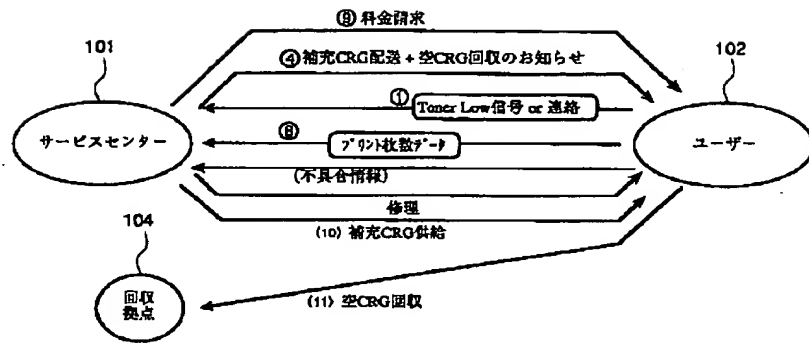 ⑨ 料金請求
101
102
④ 補充CRG配送 + 空CRG回収のお知らせ
① Toner Low信号 or 連絡
サービスセンター
ユーザー
⑧ プリント枚数データ
(不具合情報)
修理
(10) 補充CRG供給
104
回収
拠点
(11) 空CRG回収